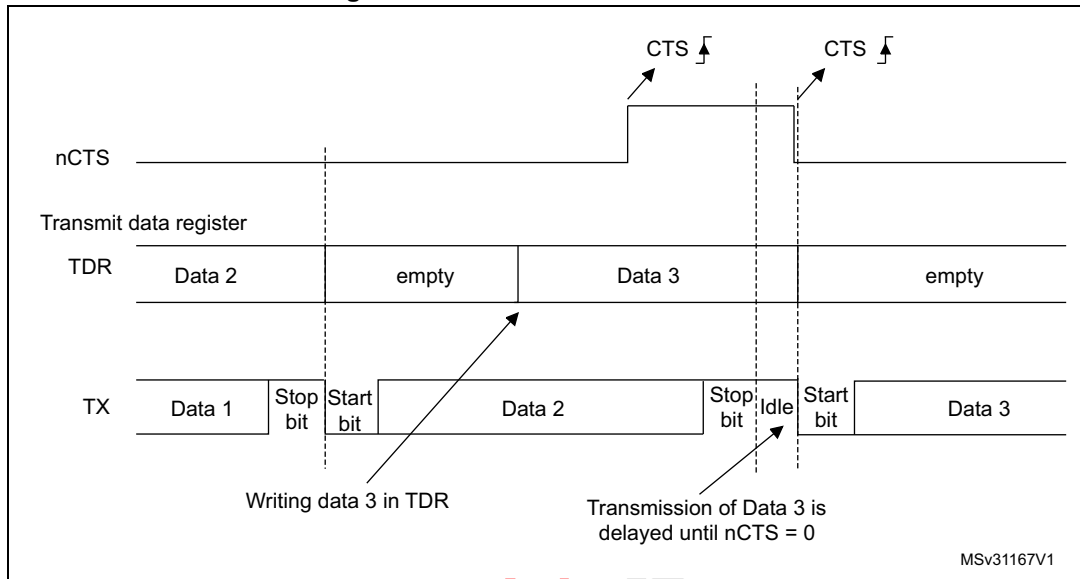 CTS CTS
nCTS
Transmit data register
TDR Data 2 empty Data 3 empty
TX Data 1 Stop bit Start bit Data 2 Stop bit Idle Start bit Data 3
Writing data 3 in TDR
Transmission of Data 3 is
delayed until nCTS = 0
MSv31167V1